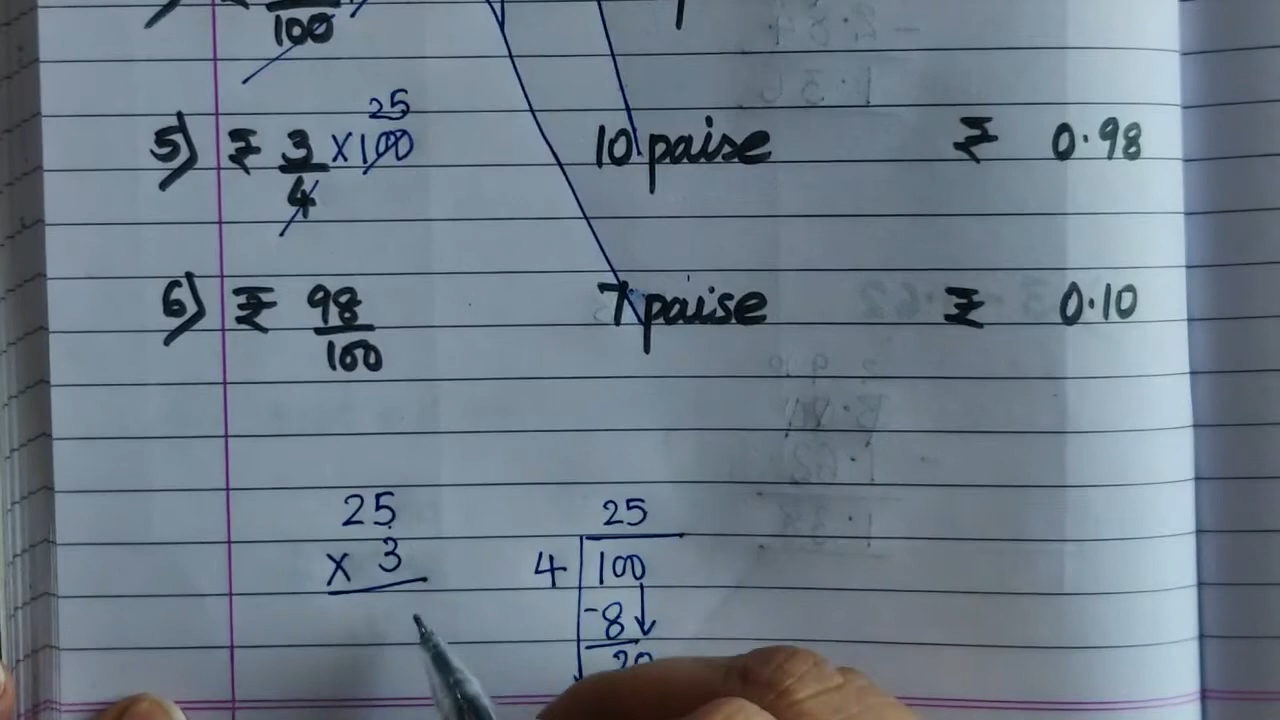 100
25
5) ₹ 3/4 × 100 10 paise ₹ 0.98
6) ₹ 98/100 7 paise ₹ 0.10
25 25
× 3 4 100
-8
20